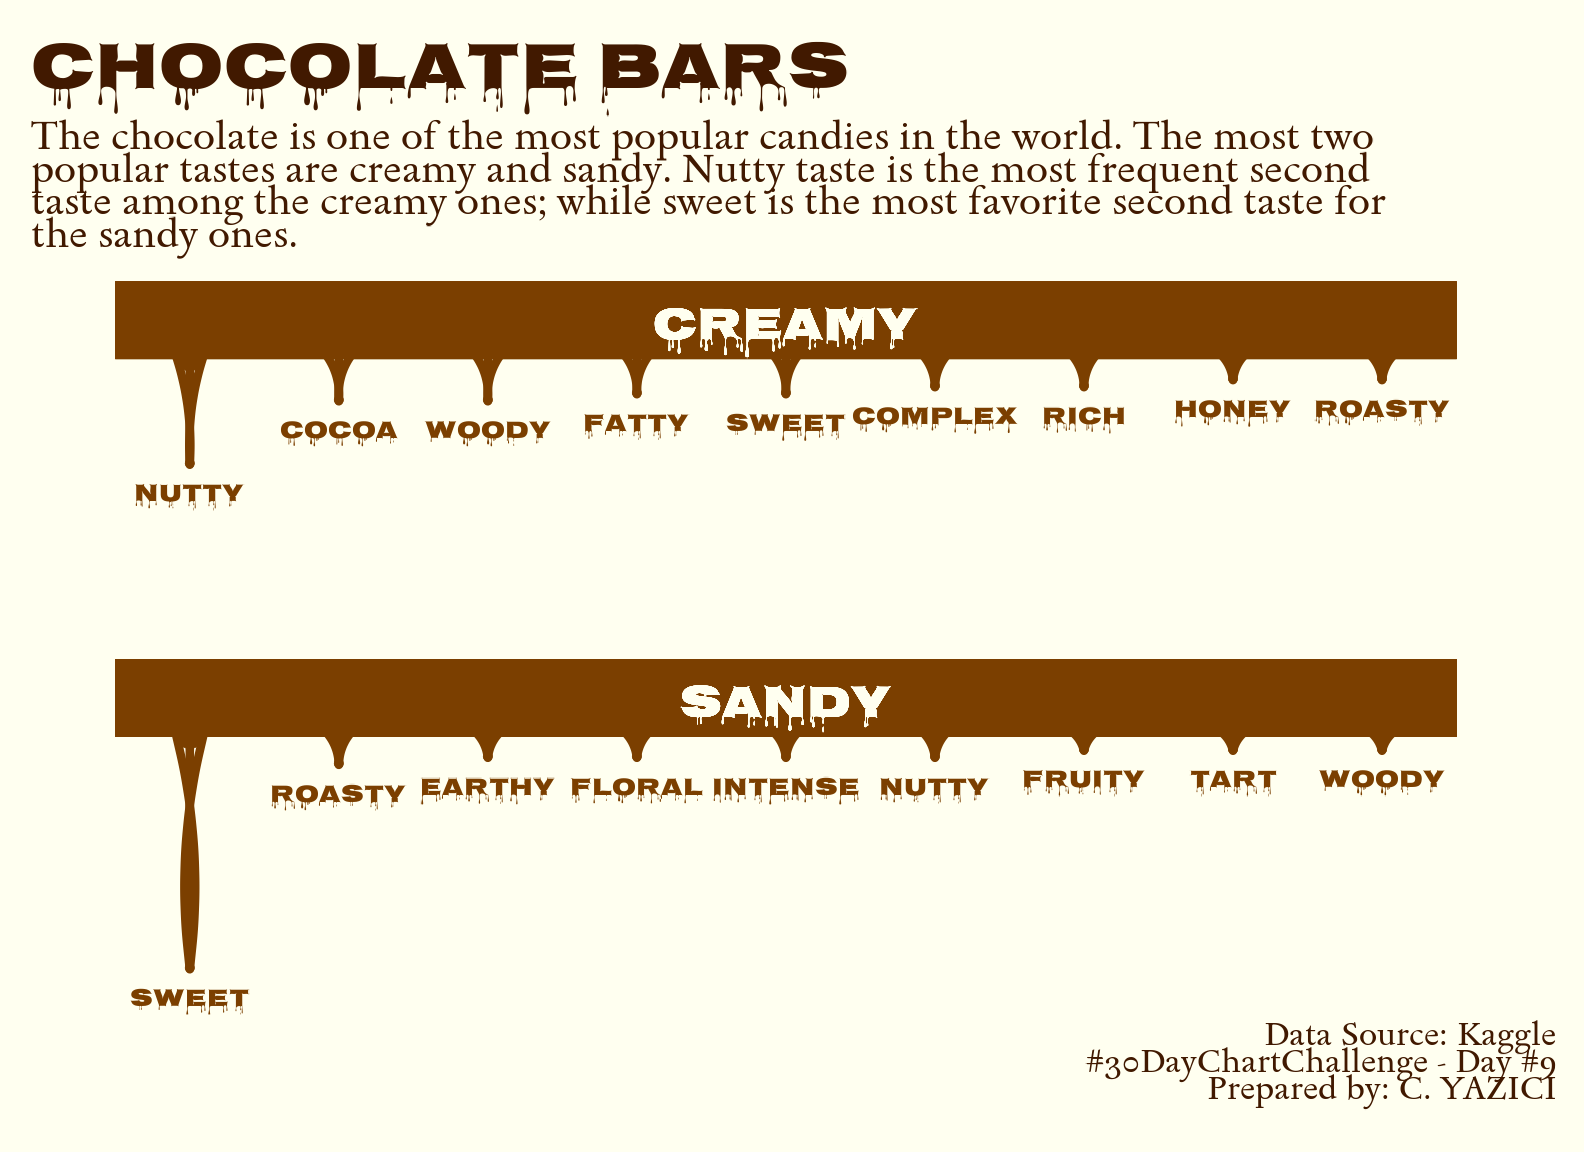 CHOCOLATE BARS
The chocolate is one of the most popular candies in the world. The most two
popular tastes are creamy and sandy. Nutty taste is the most frequent second
taste among the creamy ones; while sweet is the most favorite second taste for
the sandy ones.
CREAMY
NUTTY COCOA WOODY FATTY SWEET COMPLEX RICH HONEY ROASTY
SANDY
SWEET ROASTY EARTHY FLORAL INTENSE NUTTY FRUITY TART WOODY
Data Source: Kaggle
#30DayChartChallenge - Day #9
Prepared by: C. YAZICI